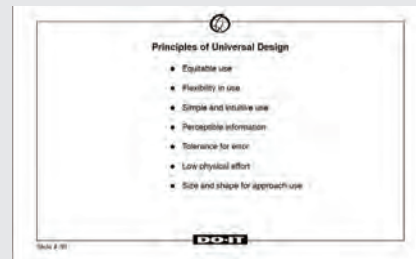 Principles of Universal Design
• Equitable use
• Flexibility in use
• Simple and intuitive use
• Perceptible information
• Tolerance for error
• Low physical effort
• Size and shape for approach use
DO-IT